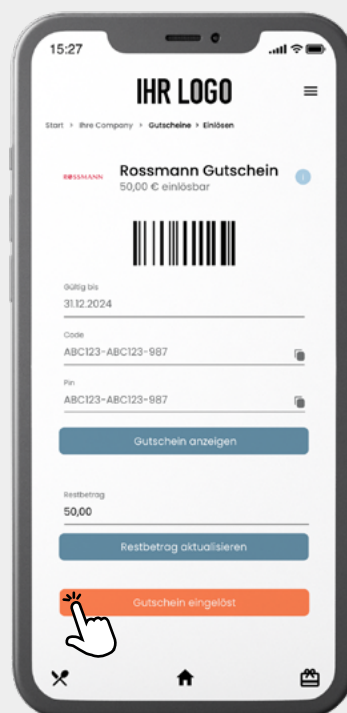 15:27
IHR LOGO
Start > Ihre Company > Gutscheine > Einlösen
ROSSMANN
Rossmann Gutschein
50,00 € einlösbar
i
Gültig bis
31.12.2024
Code
ABC123-ABC123-987
Pin
ABC123-ABC123-987
Gutschein anzeigen
Restbetrag
50,00
Restbetrag aktualisieren
Gutschein eingelöst